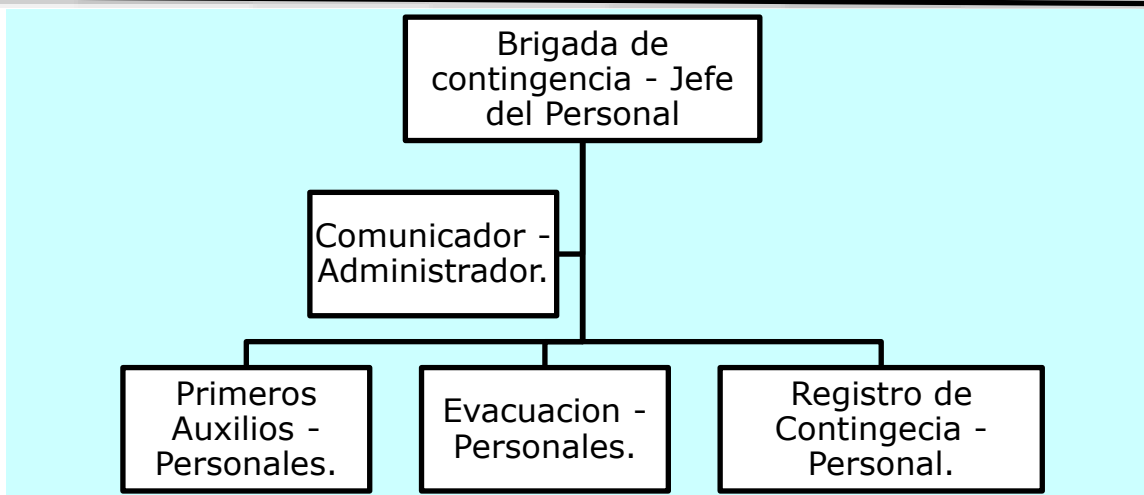 Brigada de
contingencia - Jefe
del Personal
Comunicador -
Administrador.
Primeros
Auxilios -
Personales.
Evacuacion -
Personales.
Registro de
Contingecia -
Personal.